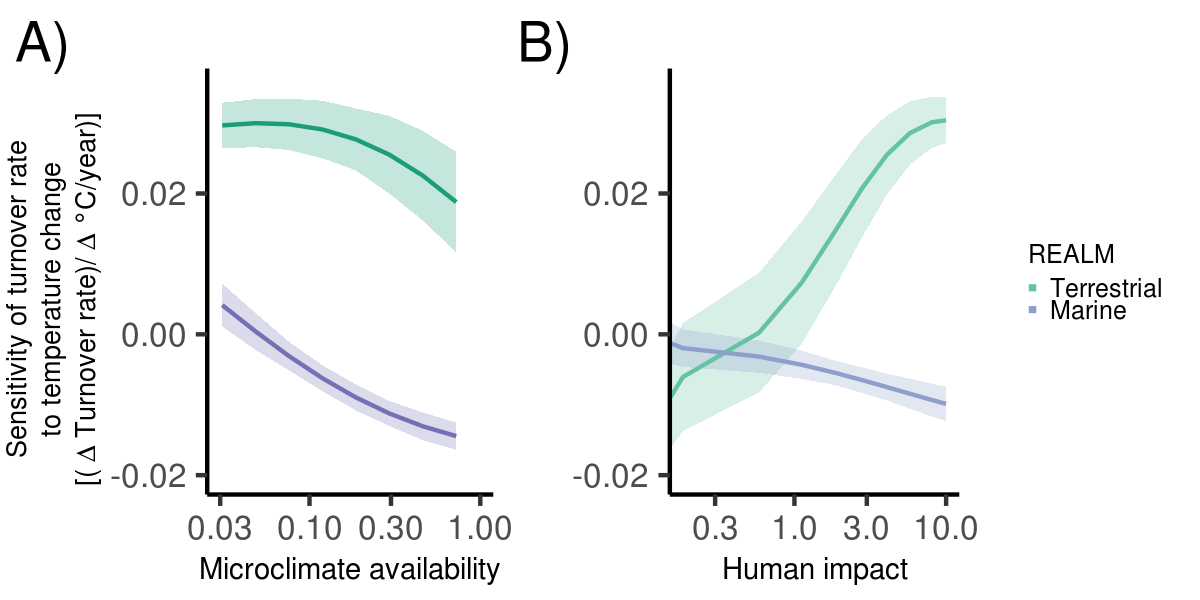 A)
B)
Sensitivity of turnover rate
to temperature change
[( Δ Turnover rate)/ Δ °C/year)]
0.02
0.00
-0.02
0.03 0.10 0.30 1.00
Microclimate availability
0.02
0.00
-0.02
0.3 1.0 3.0 10.0
Human impact
REALM
Terrestrial
Marine